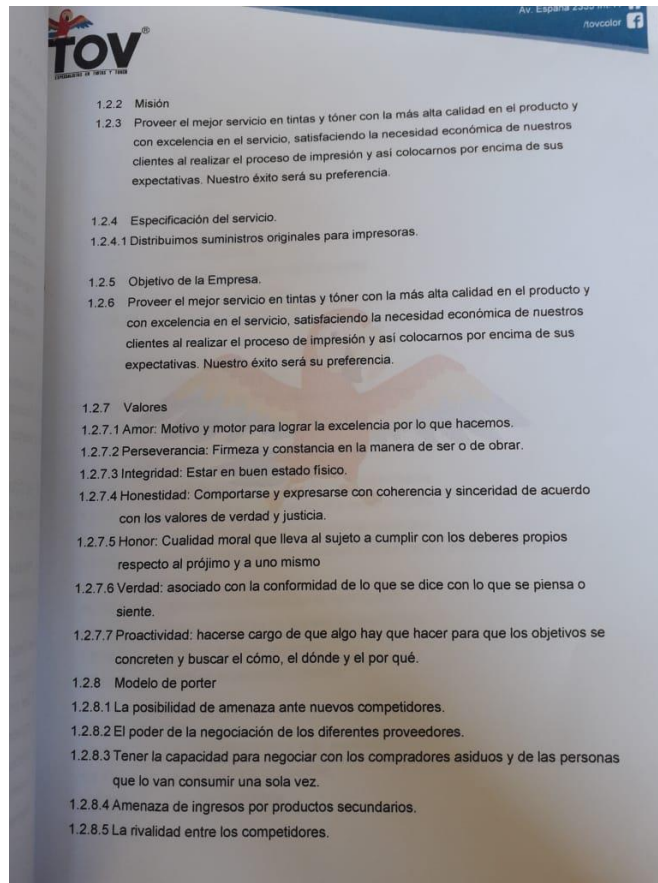 Av. España 2355 Int.
/tovcolor
TOV®
ESPECIALISTAS EN TINTAS Y TONER
1.2.2 Misión
1.2.3 Proveer el mejor servicio en tintas y tóner con la más alta calidad en el producto y
con excelencia en el servicio, satisfaciendo la necesidad económica de nuestros
clientes al realizar el proceso de impresión y así colocarnos por encima de sus
expectativas. Nuestro éxito será su preferencia.
1.2.4 Especificación del servicio.
1.2.4.1 Distribuimos suministros originales para impresoras.
1.2.5 Objetivo de la Empresa.
1.2.6 Proveer el mejor servicio en tintas y tóner con la más alta calidad en el producto y
con excelencia en el servicio, satisfaciendo la necesidad económica de nuestros
clientes al realizar el proceso de impresión y así colocarnos por encima de sus
expectativas. Nuestro éxito será su preferencia.
1.2.7 Valores
1.2.7.1 Amor: Motivo y motor para lograr la excelencia por lo que hacemos.
1.2.7.2 Perseverancia: Firmeza y constancia en la manera de ser o de obrar.
1.2.7.3 Integridad: Estar en buen estado físico.
1.2.7.4 Honestidad: Comportarse y expresarse con coherencia y sinceridad de acuerdo
con los valores de verdad y justicia.
1.2.7.5 Honor: Cualidad moral que lleva al sujeto a cumplir con los deberes propios
respecto al prójimo y a uno mismo
1.2.7.6 Verdad: asociado con la conformidad de lo que se dice con lo que se piensa o
siente.
1.2.7.7 Proactividad: hacerse cargo de que algo hay que hacer para que los objetivos se
concreten y buscar el cómo, el dónde y el por qué.
1.2.8 Modelo de porter
1.2.8.1 La posibilidad de amenaza ante nuevos competidores.
1.2.8.2 El poder de la negociación de los diferentes proveedores.
1.2.8.3 Tener la capacidad para negociar con los compradores asiduos y de las personas
que lo van consumir una sola vez.
1.2.8.4 Amenaza de ingresos por productos secundarios.
1.2.8.5 La rivalidad entre los competidores.